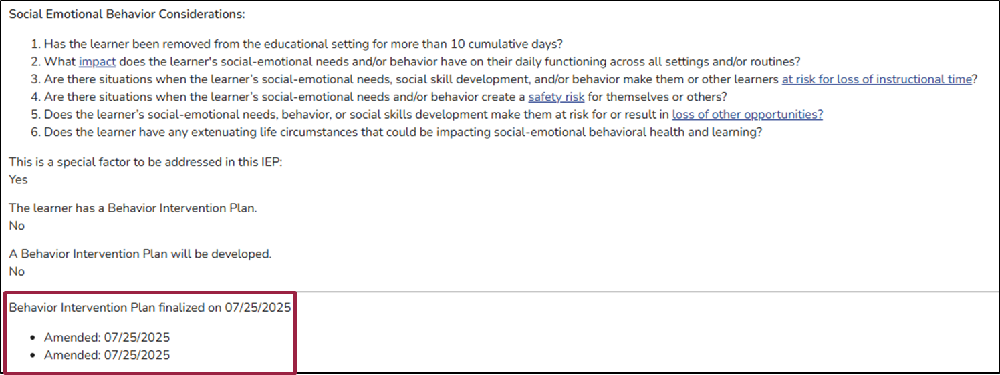 Social Emotional Behavior Considerations:
1. Has the learner been removed from the educational setting for more than 10 cumulative days?
2. What impact does the learner's social-emotional needs and/or behavior have on their daily functioning across all settings and/or routines?
3. Are there situations when the learner’s social-emotional needs, social skill development, and/or behavior make them or other learners at risk for loss of instructional time?
4. Are there situations when the learner’s social-emotional needs and/or behavior create a safety risk for themselves or others?
5. Does the learner’s social-emotional needs, behavior, or social skills development make them at risk for or result in loss of other opportunities?
6. Does the learner have any extenuating life circumstances that could be impacting social-emotional behavioral health and learning?
This is a special factor to be addressed in this IEP:
Yes
The learner has a Behavior Intervention Plan.
No
A Behavior Intervention Plan will be developed.
No
Behavior Intervention Plan finalized on 07/25/2025
• Amended: 07/25/2025
• Amended: 07/25/2025